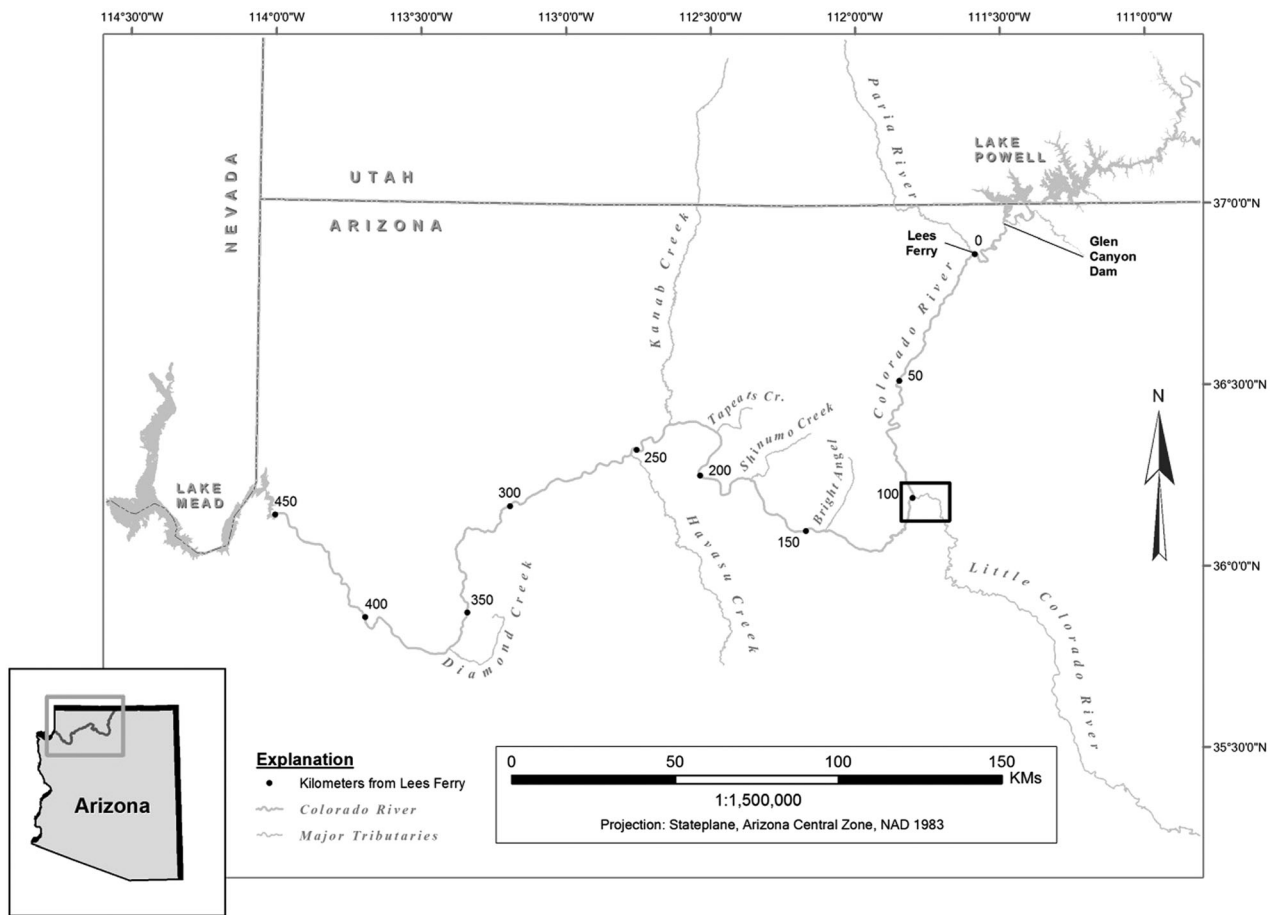 114°30'0"W 114°0'0"W 113°30'0"W 113°0'0"W 112°30'0"W 112°0'0"W 111°30'0"W 111°0'0"W
NEVADA
UTAH
ARIZONA
Paria River
LAKE
POWELL
37°0'0"N
Lees
Ferry
0
Glen
Canyon
Dam
Kanab Creek
Colorado River
50
36°30'0"N
N
Tapeats Cr.
Shinumo Creek
Bright Angel
250
200
LAKE
MEAD
450
300
100
150
Havasu Creek
36°0'0"N
Little Colorado River
400
350
Diamond Creek
35°30'0"N
Arizona
Explanation
Kilometers from Lees Ferry
Colorado River
Major Tributaries
0 50 100 150
KMs
1:1,500,000
Projection: Stateplane, Arizona Central Zone, NAD 1983